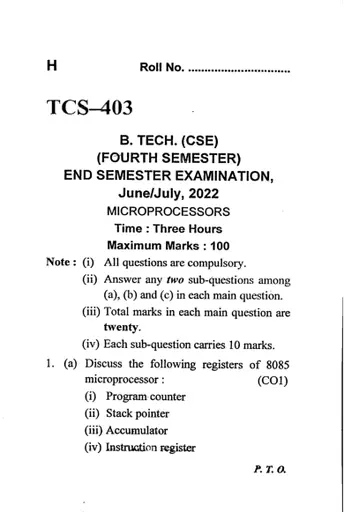 H Roll No. ................................
TCS–403
B. TECH. (CSE)
(FOURTH SEMESTER)
END SEMESTER EXAMINATION,
June/July, 2022
MICROPROCESSORS
Time : Three Hours
Maximum Marks : 100
Note : (i) All questions are compulsory.
(ii) Answer any two sub-questions among
(a), (b) and (c) in each main question.
(iii) Total marks in each main question are
twenty.
(iv) Each sub-question carries 10 marks.
1. (a) Discuss the following registers of 8085
microprocessor : (CO1)
(i) Program counter
(ii) Stack pointer
(iii) Accumulator
(iv) Instruction register
P. T. O.